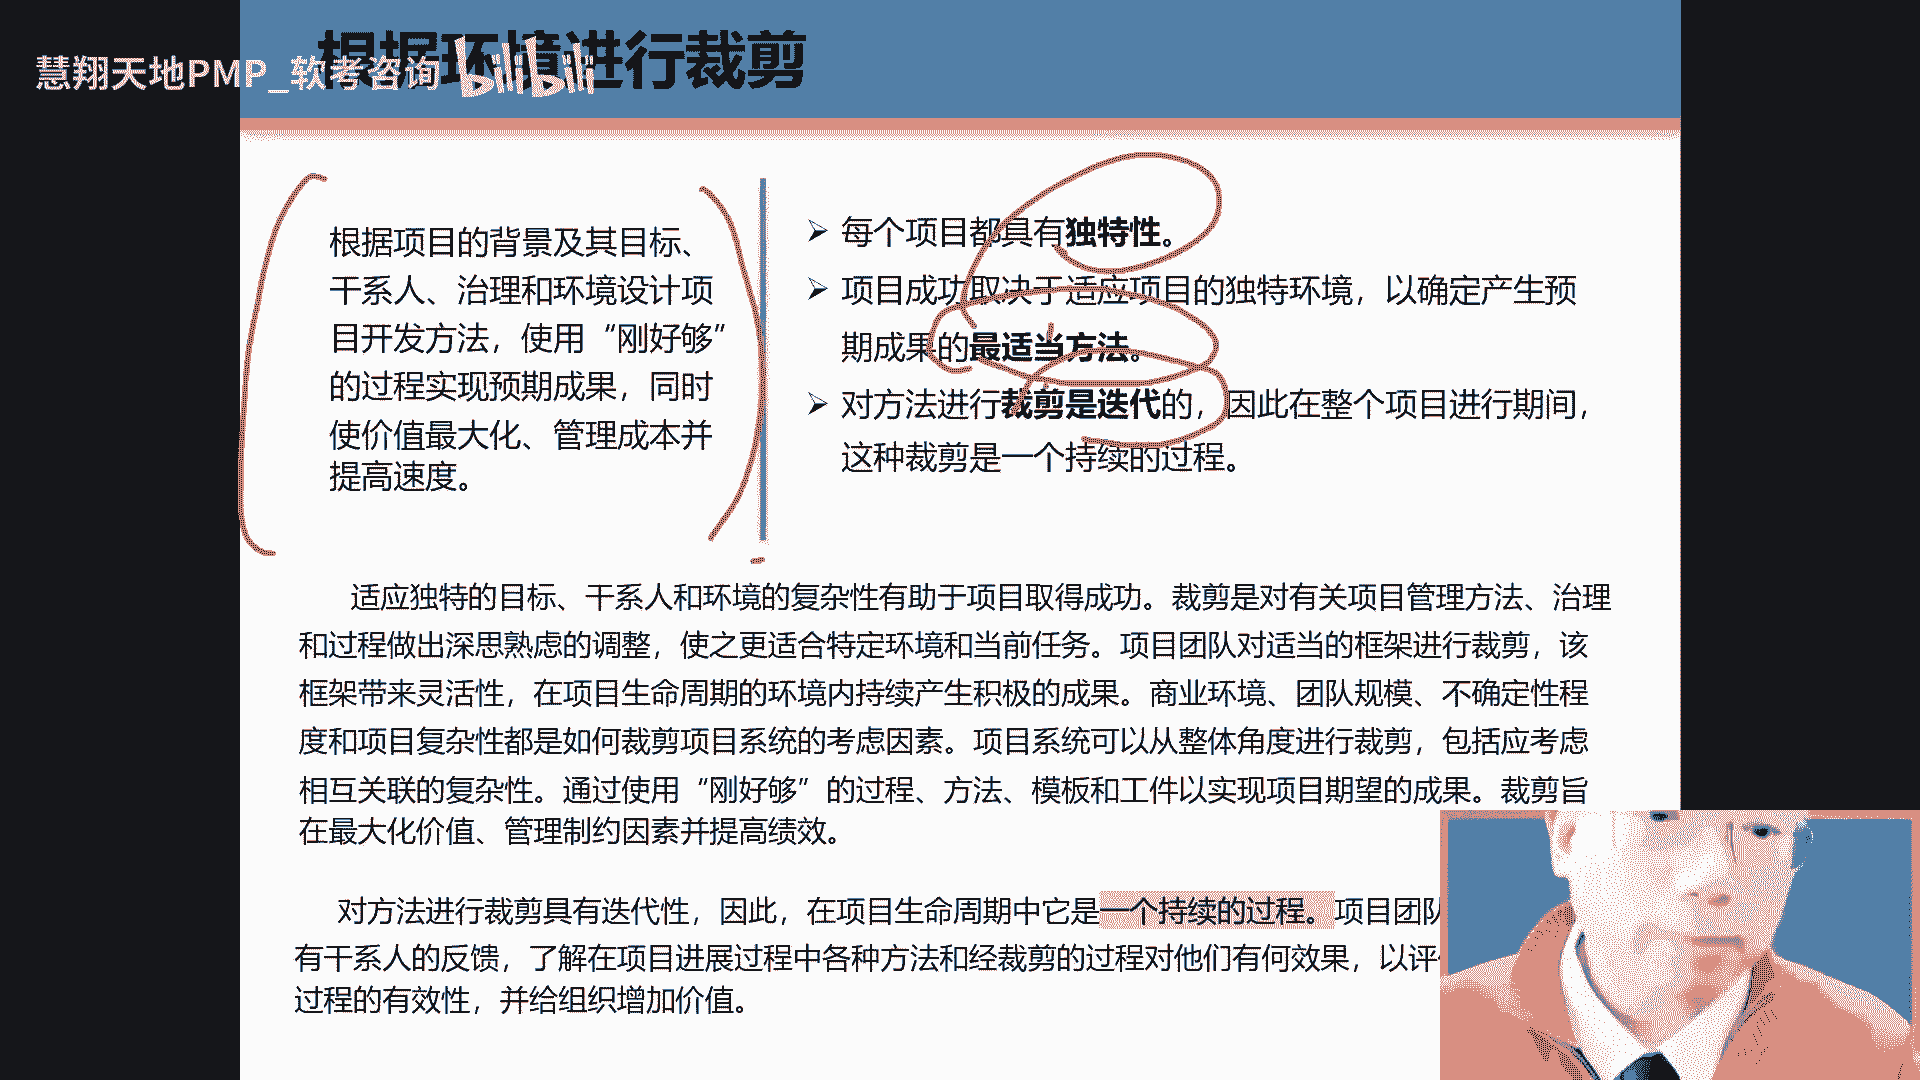 根据环境进行裁剪
慧翔天地PMP_软考咨询
bilibili
根据项目的背景及其目标、
干系人、治理和环境设计项
目开发方法，使用“刚好够”
的过程实现预期成果，同时
使价值最大化、管理成本并
提高速度。
每个项目都具有独特性。
项目成功取决于适应项目的独特环境，以确定产生预
期成果的最适当方法。
对方法进行裁剪是迭代的，因此在整个项目进行期间，
这种裁剪是一个持续的过程。
适应独特的目标、干系人和环境的复杂性有助于项目取得成功。裁剪是对有关项目管理方法、治理
和过程做出深思熟虑的调整，使之更适合特定环境和当前任务。项目团队对适当的框架进行裁剪，该
框架带来灵活性，在项目生命周期的环境内持续产生积极的成果。商业环境、团队规模、不确定性程
度和项目复杂性都是如何裁剪项目系统的考虑因素。项目系统可以从整体角度进行裁剪，包括应考虑
相互关联的复杂性。通过使用“刚好够”的过程、方法、模板和工件以实现项目期望的成果。裁剪旨
在最大化价值、管理制约因素并提高绩效。
对方法进行裁剪具有迭代性，因此，在项目生命周期中它是一个持续的过程。项目团队
有干系人的反馈，了解在项目进展过程中各种方法和经裁剪的过程对他们有何效果，以评
过程的有效性，并给组织增加价值。